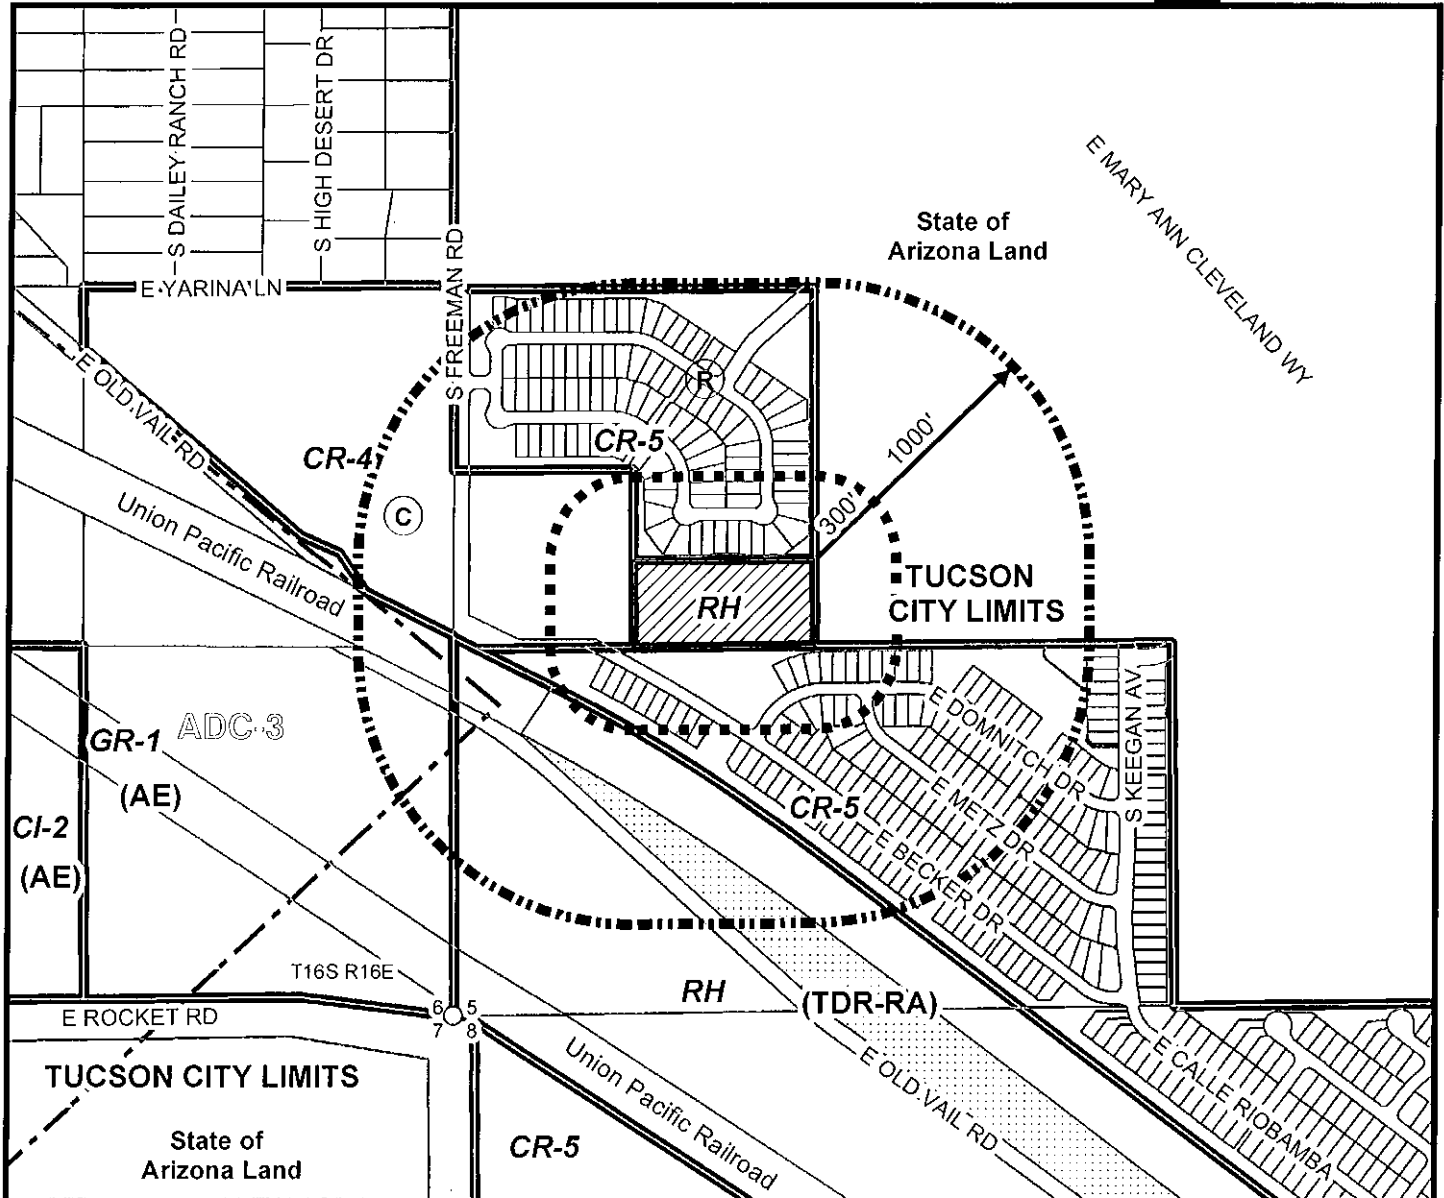 S DAILEY RANCH RD
S HIGH DESERT DR
E MARY ANN CLEVELAND WY
State of
Arizona Land
S FREEMAN RD
E YARINA LN
E OLD VAIL RD
R
CR-4
CR-5
1000'
C
300'
Union Pacific Railroad
RH
TUCSON
CITY LIMITS
ADC-3
GR-1
(AE)
CI-2
(AE)
E DOMNITCH DR
S KEEGAN AV
E METZ DR
CR-5
E BECKER DR
T16S R16E
RH
(TDR-RA)
6 5
7 8
E ROCKET RD
TUCSON CITY LIMITS
Union Pacific Railroad
E OLD VAIL RD
E CALLE RIOBAMBA
State of
Arizona Land
CR-5